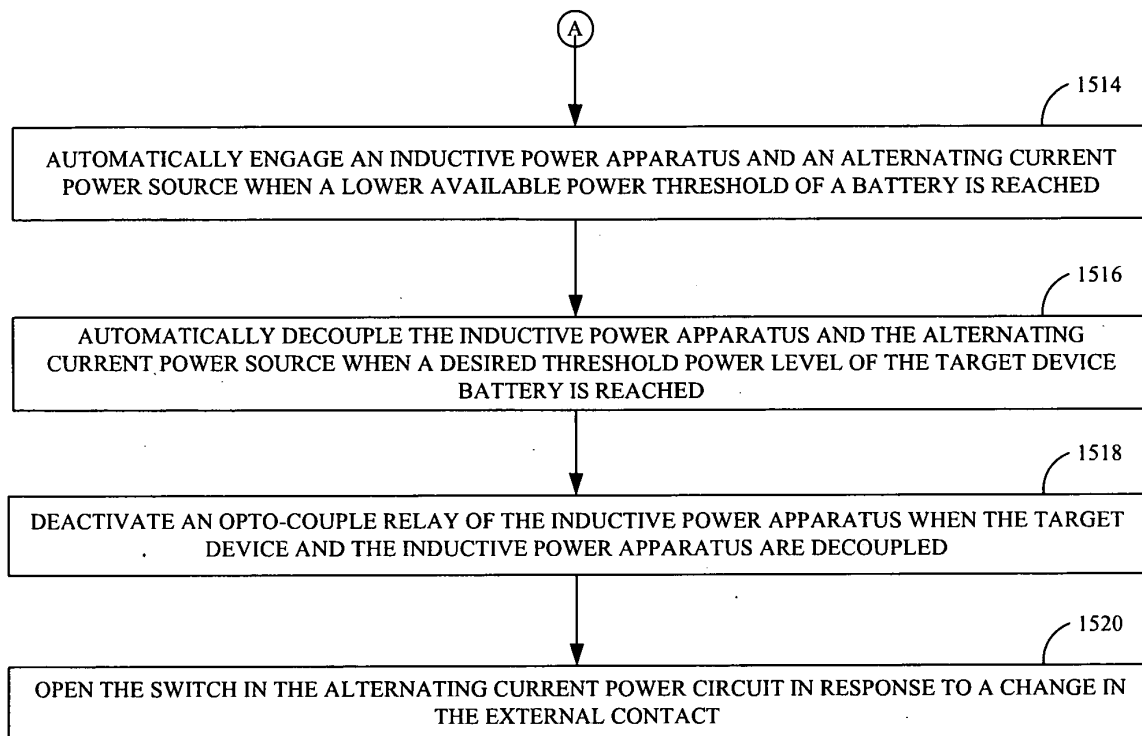 A
1514
AUTOMATICALLY ENGAGE AN INDUCTIVE POWER APPARATUS AND AN ALTERNATING CURRENT
POWER SOURCE WHEN A LOWER AVAILABLE POWER THRESHOLD OF A BATTERY IS REACHED
1516
AUTOMATICALLY DECOUPLE THE INDUCTIVE POWER APPARATUS AND THE ALTERNATING
CURRENT POWER SOURCE WHEN A DESIRED THRESHOLD POWER LEVEL OF THE TARGET DEVICE
BATTERY IS REACHED
1518
DEACTIVATE AN OPTO-COUPLE RELAY OF THE INDUCTIVE POWER APPARATUS WHEN THE TARGET
DEVICE AND THE INDUCTIVE POWER APPARATUS ARE DECOUPLED
1520
OPEN THE SWITCH IN THE ALTERNATING CURRENT POWER CIRCUIT IN RESPONSE TO A CHANGE IN
THE EXTERNAL CONTACT